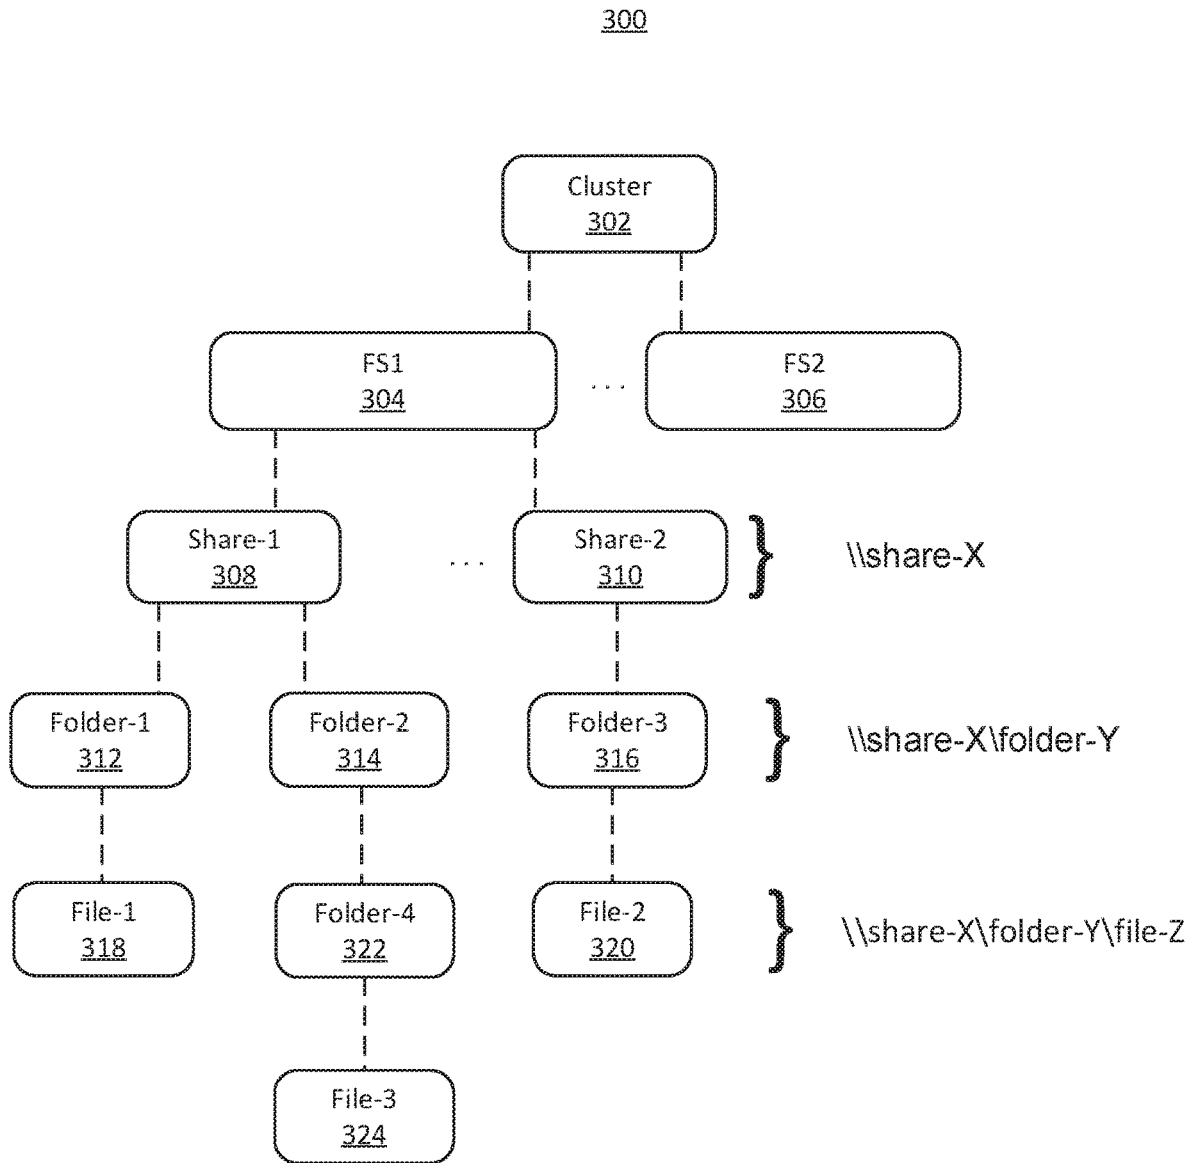 300
Cluster
302
FS1
304
. . .
FS2
306
Share-1
308
. . .
Share-2
310
\\share-X
Folder-1
312
Folder-2
314
Folder-3
316
\\share-X\folder-Y
File-1
318
Folder-4
322
File-2
320
\\share-X\folder-Y\file-Z
File-3
324